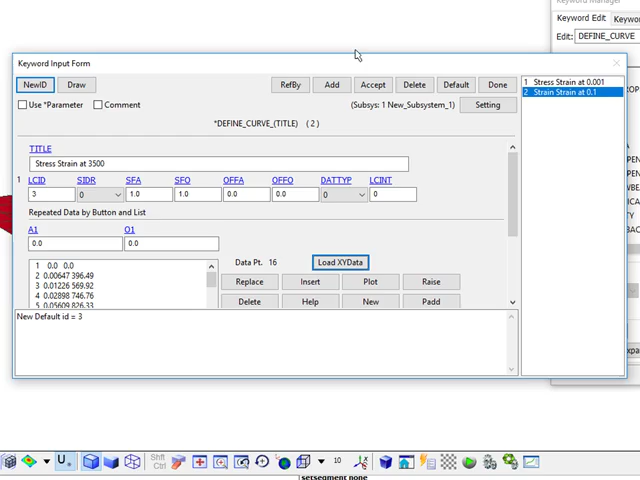 Keyword Manager
Keyword Edit Keywor
Edit: DEFINE_CURVE
Keyword Input Form
NewID Draw RefBy Add Accept Delete Default Done
1 Stress Strain at 0.001
2 Strain Strain at 0.1
Use *Parameter Comment (Subsys: 1 New_Subsystem_1) Setting
*DEFINE_CURVE_(TITLE) (2)
TITLE
Stress Strain at 3500
LCID SIDR SFA SFO OFFA OFFO DATTYP LCINT
1 3 0 1.0 1.0 0.0 0.0 0 0
Repeated Data by Button and List
A1 O1
0.0 0.0
Data Pt. 16 Load XYData
1 0.0 0.0
2 0.00647 396.49
3 0.01226 569.92
4 0.02898 746.76
5 0.05609 826.33
Replace Insert Plot Raise
Delete Help New Padd
New Default id = 3
Shft
Ctrl
10
setsegment none